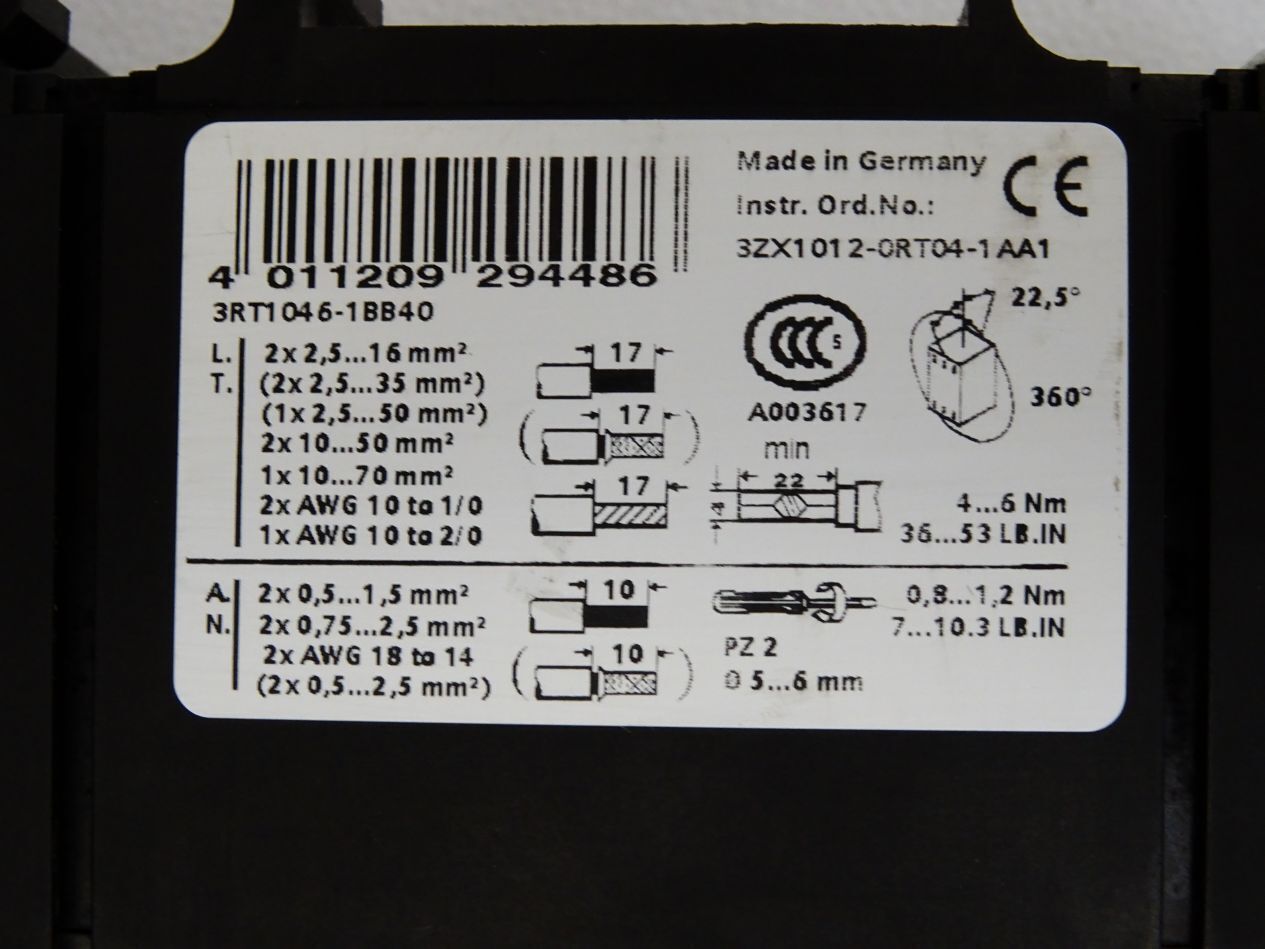 4 011209 294486
3RT1046-1BB40
Made in Germany CE
Instr. Ord.No.:
3ZX1012-0RT04-1AA1
CCC S
A003617
22,5°
360°
L. 2x 2,5...16 mm² 17
T. (2x 2,5...35 mm²)
(1x 2,5...50 mm²) 17
2x 10...50 mm²
1x 10...70 mm² 17
2x AWG 10 to 1/0
1x AWG 10 to 2/0
min
22
4
4...6 Nm
36...53 LB.IN
A. 2x 0,5...1,5 mm² 10
N. 2x 0,75...2,5 mm²
2x AWG 18 to 14 10
(2x 0,5...2,5 mm²)
0,8...1,2 Nm
7...10.3 LB.IN
PZ 2
Ø 5...6 mm